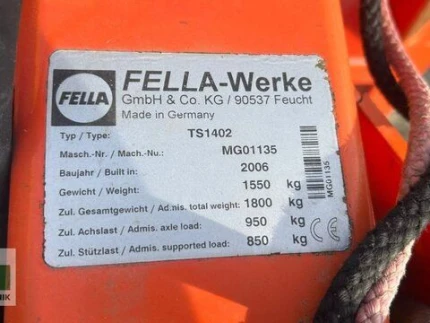 FELLA
FELLA-Werke
GmbH & Co. KG / 90537 Feucht
Made in Germany
Typ / Type: TS1402
Masch.-Nr / Mach.-Nu.: MG01135
Baujahr / Built in: 2006
Gewicht / Weight: 1550 kg
Zul. Gesamtgewicht / Ad.nis. total weight: 1800 kg
Zul. Achslast / Admis. axle load: 950 kg
Zul. Stützlast / Admis. supported load: 850 kg
CE
MG01135
NIK